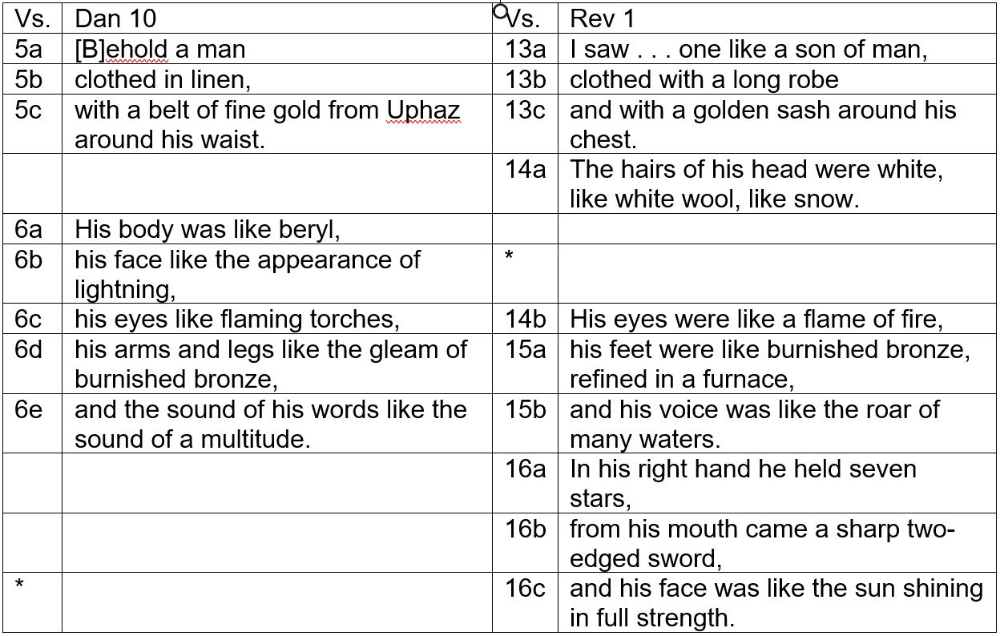 Vs. Dan 10 Vs. Rev 1
5a [B]ehold a man 13a I saw . . . one like a son of man,
5b clothed in linen, 13b clothed with a long robe
5c with a belt of fine gold from Uphaz 13c and with a golden sash around his
around his waist. chest.
14a The hairs of his head were white,
like white wool, like snow.
6a His body was like beryl,
6b his face like the appearance of *
lightning,
6c his eyes like flaming torches, 14b His eyes were like a flame of fire,
6d his arms and legs like the gleam of 15a his feet were like burnished bronze,
burnished bronze, refined in a furnace,
6e and the sound of his words like the 15b and his voice was like the roar of
sound of a multitude. many waters.
16a In his right hand he held seven
stars,
16b from his mouth came a sharp two-
edged sword,
* 16c and his face was like the sun shining
in full strength.